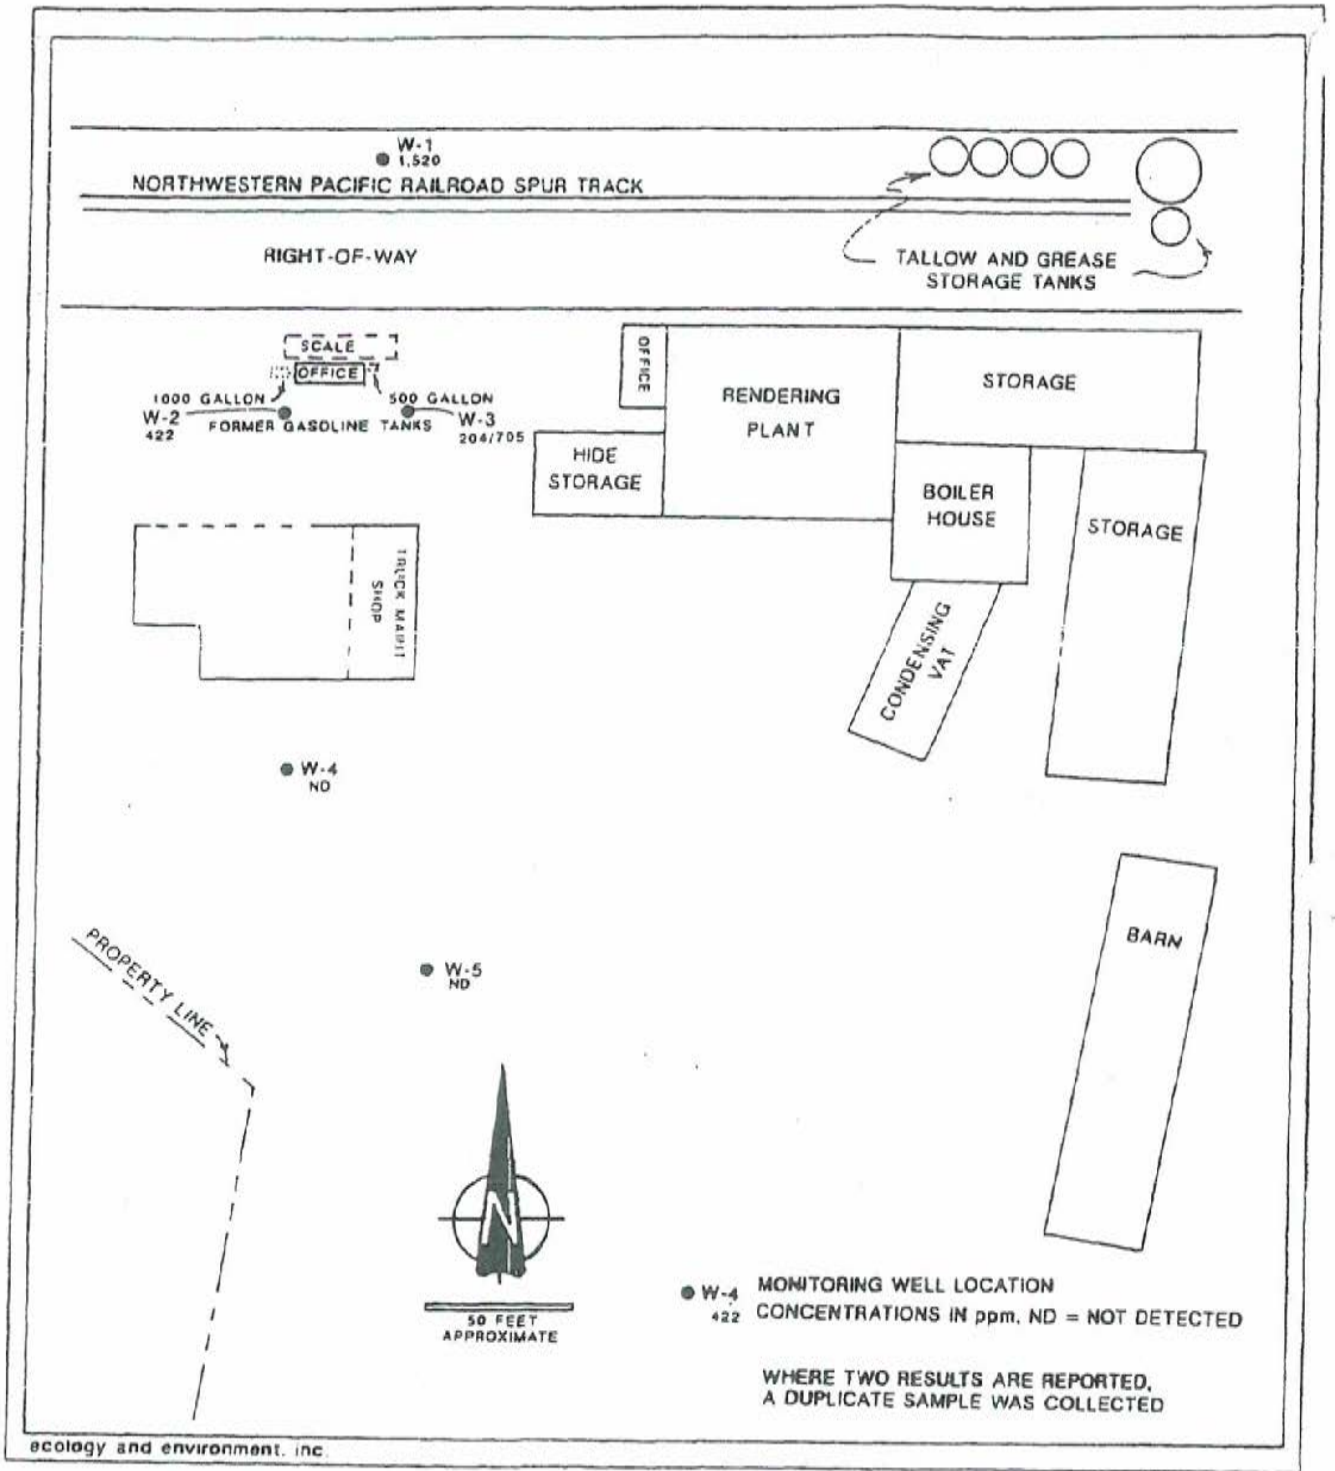 W-1
1,520
NORTHWESTERN PACIFIC RAILROAD SPUR TRACK
RIGHT-OF-WAY
TALLOW AND GREASE
STORAGE TANKS
SCALE
OFFICE
1000 GALLON
500 GALLON
W-2
422
FORMER GASOLINE TANKS
W-3
204/705
OFFICE
RENDERING
PLANT
STORAGE
HIDE
STORAGE
BOILER
HOUSE
STORAGE
TRUCK MAINT
SHOP
CONDENSING
VAT
W-4
ND
BARN
PROPERTY LINE
W-5
ND
N
50 FEET
APPROXIMATE
W-4 MONITORING WELL LOCATION
422 CONCENTRATIONS IN ppm. ND = NOT DETECTED
WHERE TWO RESULTS ARE REPORTED,
A DUPLICATE SAMPLE WAS COLLECTED
ecology and environment, inc.